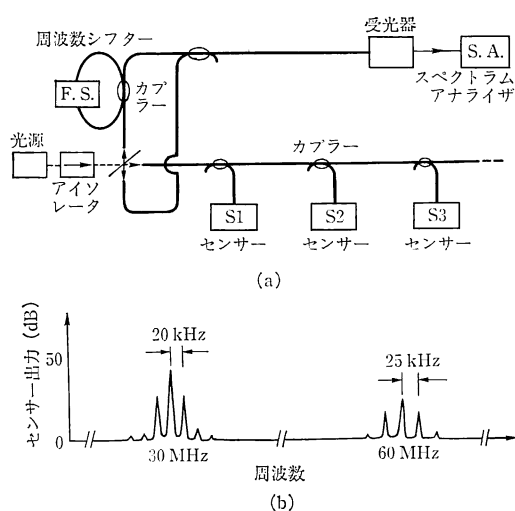 周波数シフター
F. S.
カプ
ラー
受光器
S. A.
スペクトラム
アナライザ
光源
アイソ
レータ
カプラー
S1
センサー
S2
センサー
S3
センサー
(a)
センサー出力 (dB)
50
0
20 kHz
30 MHz
25 kHz
60 MHz
周波数
(b)